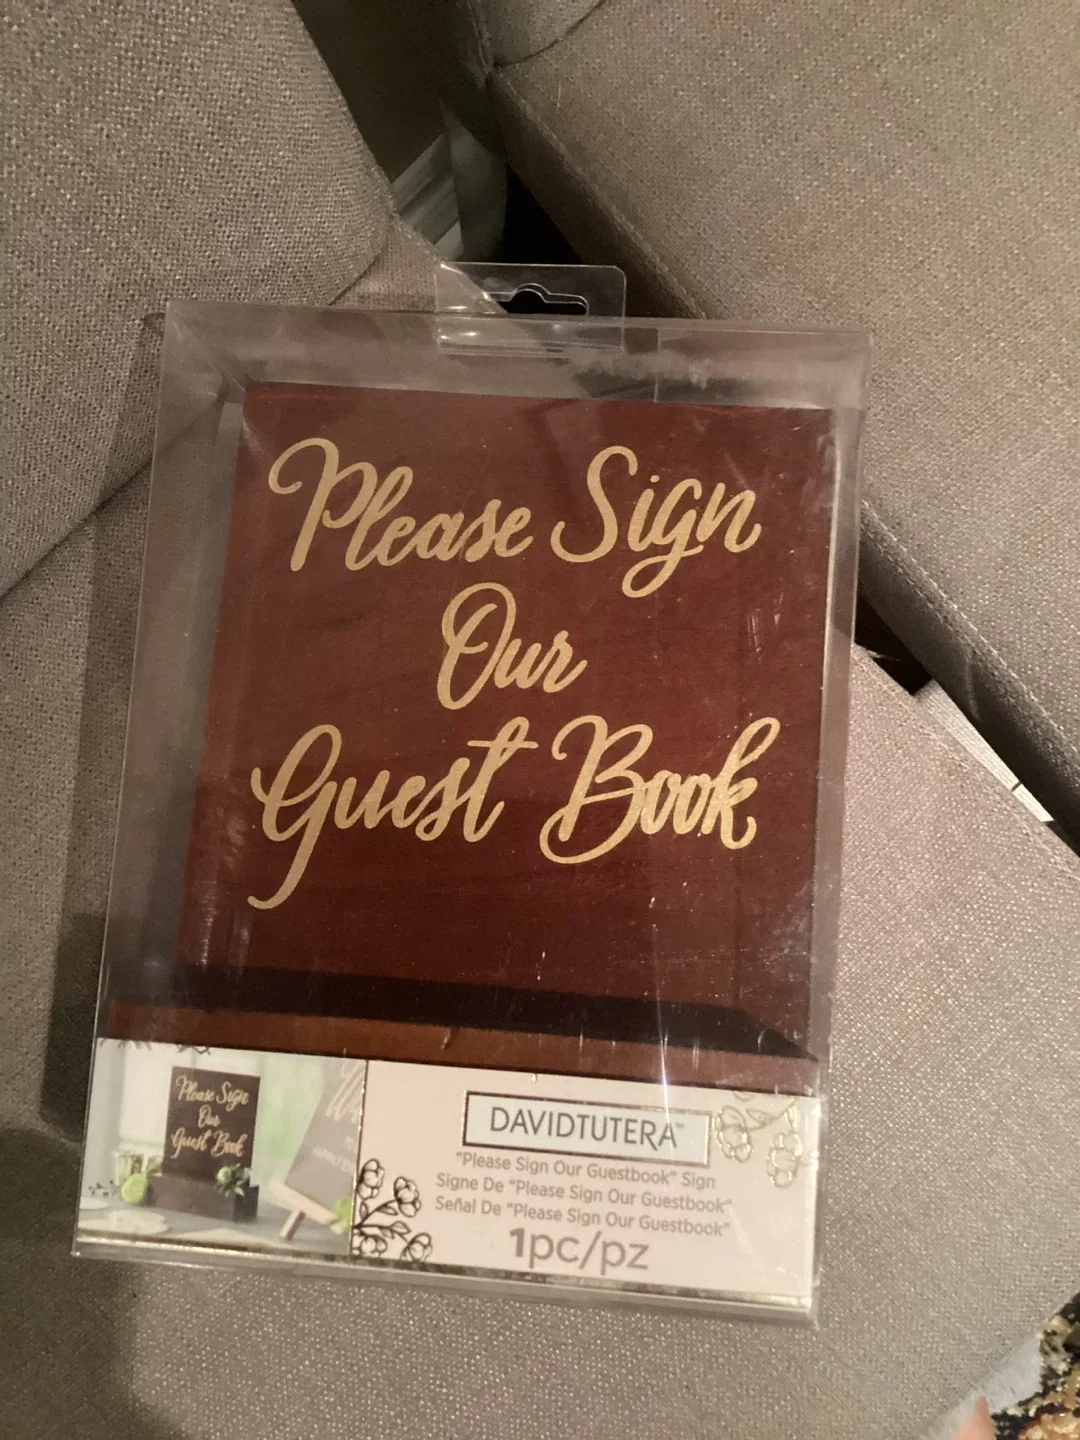 Please Sign
Our
Guest Book
Please Sign
Our
Guest Book
DAVIDTUTERA™
"Please Sign Our Guestbook" Sign
Signe De "Please Sign Our Guestbook"
Señal De "Please Sign Our Guestbook"
1pc/pz